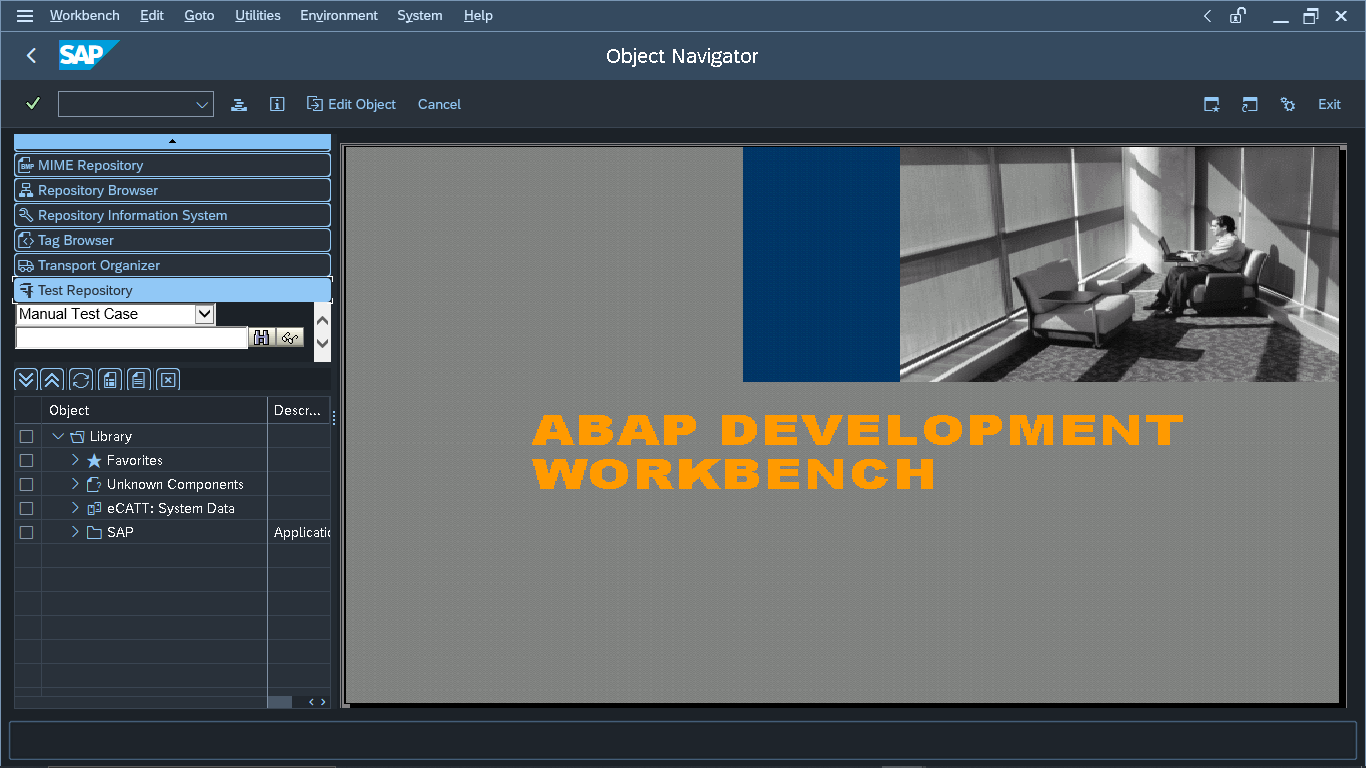 Workbench Edit Goto Utilities Environment System Help
SAP Object Navigator
Edit Object Cancel Exit
MIME Repository
Repository Browser
Repository Information System
Tag Browser
Transport Organizer
Test Repository
Manual Test Case
Object Descr...
Library
Favorites
Unknown Components
eCATT: System Data
SAP Applicatic
ABAP DEVELOPMENT
WORKBENCH